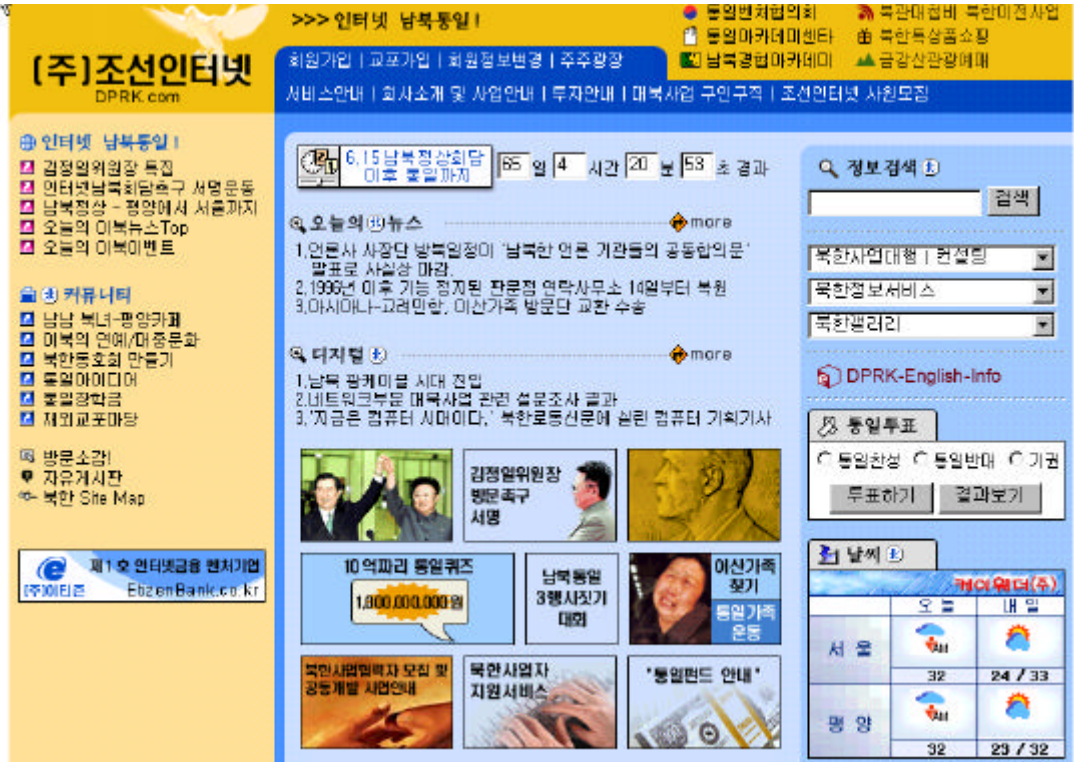 >>> 인터넷 남북통일!
통일벤처협의회
북관대첩비 북한이전사업
통일아카데미센타
북한특상품쇼핑
남북경협아카데미
금강산관광예매
(주)조선인터넷
DPRK.com
회원가입 | 교포가입 | 회원정보변경 | 주주광장
서비스안내 | 회사소개 및 사업안내 | 투자안내 | 대북사업 구인구직 | 조선인터넷 사원모집
인터넷 남북통일!
김정일위원장 특집
인터넷남북회담촉구 서명운동
남북정상 - 평양에서 서울까지
오늘의 이북뉴스Top
오늘의 이북이벤트
커뮤니티
남남 북녀-평양카페
이북의 연예/대중문화
북한동호회 만들기
통일아이디어
통일장학금
재외교포마당
방문소감!
자유게시판
북한 Site Map
제1호 인터넷금융 벤처기업
(주)이티즌
EbizenBank.co.kr
6.15남북정상회담
이후 통일까지
65 일 4 시간 20 분 53 초 경과
오늘의 뉴스
more
1.언론사 사장단 방북일정이 '남북한 언론 기관들의 공동합의문'
발표로 사실상 마감.
2.1996년 이후 기능 정지된 판문점 연락사무소 14일부터 복원
3.아시아나-고려민항, 이산가족 방문단 교환 수송
디지털
more
1.남북 광케이블 시대 진입
2.네트워크부문 대북사업 관련 설문조사 결과
3.'지금은 컴퓨터 시대이다,' 북한로동신문에 실린 컴퓨터 기획기사
김정일위원장
방문촉구
서명
10억짜리 통일퀴즈
1,000,000,000원
남북통일
3행시짓기
대회
이산가족
찾기
통일가족
운동
북한사업협력자 모집 및
공동개발 사업안내
북한사업자
지원서비스
"통일펀드 안내"
정보검색
검색
북한사업대행 | 컨설팅
북한정보서비스
북한갤러리
DPRK-English-Info
통일투표
통일찬성 통일반대 기권
투표하기 결과보기
날씨
케이웨더(주)
오늘 내일
서울
32 24 / 33
평양
32 23 / 32